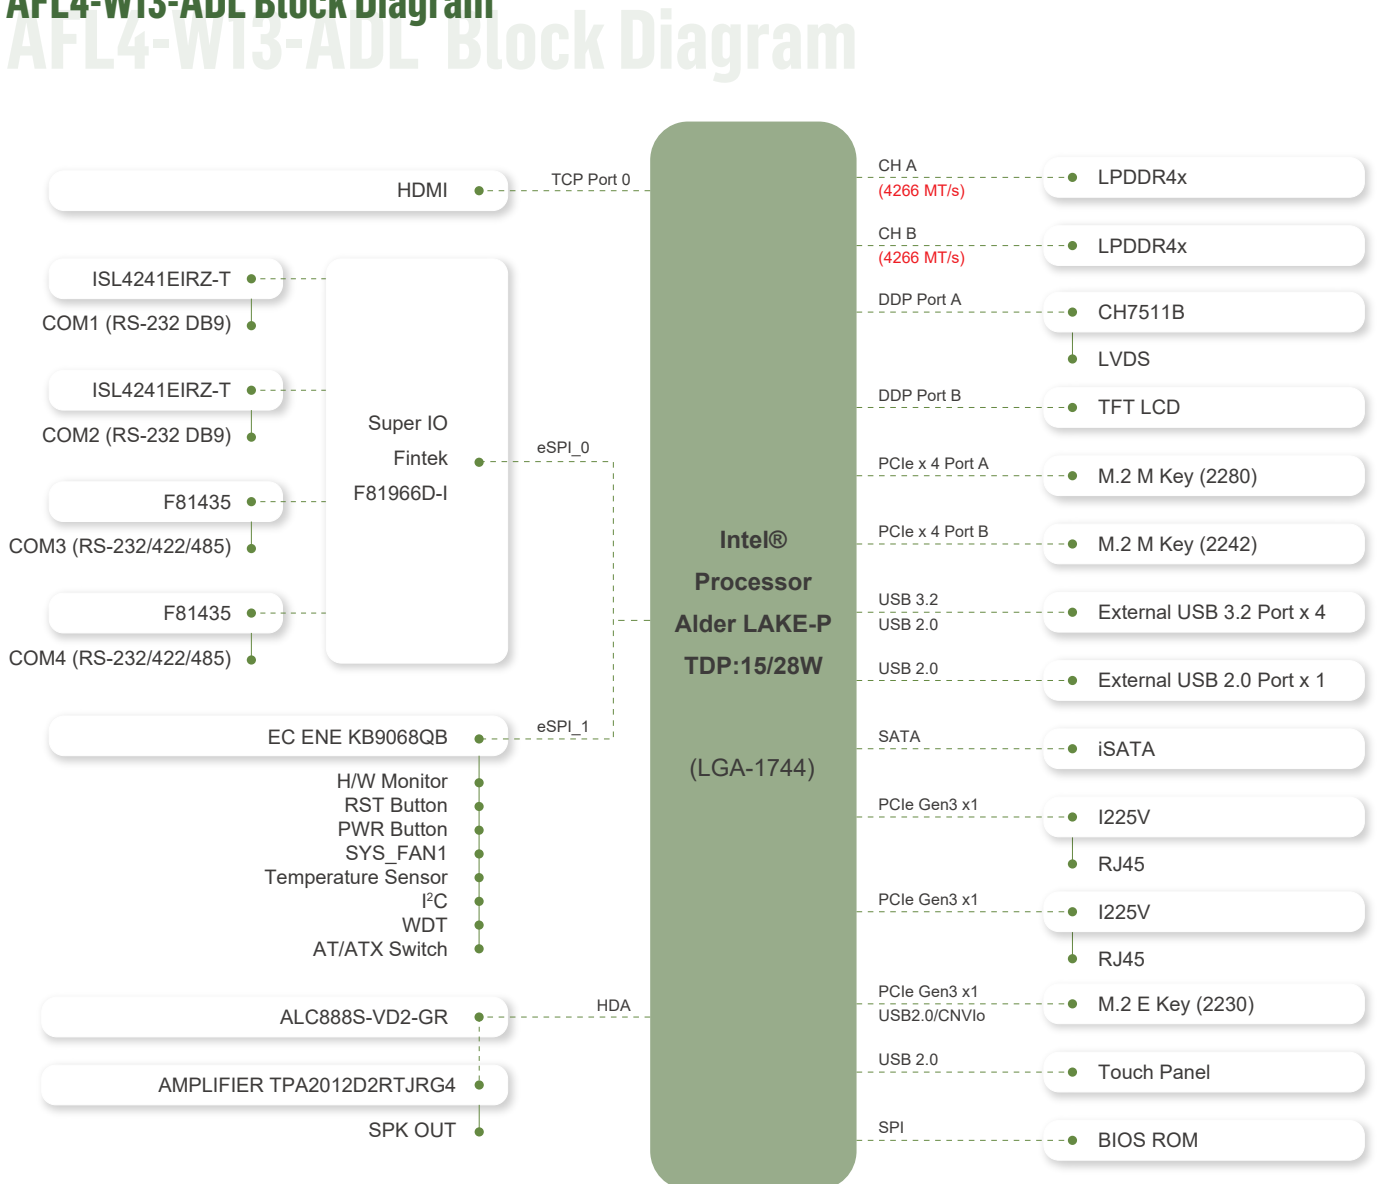 AFL4-W13-ADL Block Diagram
AFL4-W13-ADL Block Diagram
HDMI
TCP Port 0
ISL4241EIRZ-T
COM1 (RS-232 DB9)
ISL4241EIRZ-T
COM2 (RS-232 DB9)
F81435
COM3 (RS-232/422/485)
F81435
COM4 (RS-232/422/485)
Super IO
Fintek
F81966D-I
eSPI_0
EC ENE KB9068QB
eSPI_1
H/W Monitor
RST Button
PWR Button
SYS_FAN1
Temperature Sensor
I²C
WDT
AT/ATX Switch
ALC888S-VD2-GR
HDA
AMPLIFIER TPA2012D2RTJRG4
SPK OUT
Intel®
Processor
Alder LAKE-P
TDP:15/28W
(LGA-1744)
CH A
(4266 MT/s)
LPDDR4x
CH B
(4266 MT/s)
LPDDR4x
DDP Port A
CH7511B
LVDS
DDP Port B
TFT LCD
PCIe x 4 Port A
M.2 M Key (2280)
PCIe x 4 Port B
M.2 M Key (2242)
USB 3.2
USB 2.0
External USB 3.2 Port x 4
USB 2.0
External USB 2.0 Port x 1
SATA
iSATA
PCIe Gen3 x1
I225V
RJ45
PCIe Gen3 x1
I225V
RJ45
PCIe Gen3 x1
USB2.0/CNVIo
M.2 E Key (2230)
USB 2.0
Touch Panel
SPI
BIOS ROM